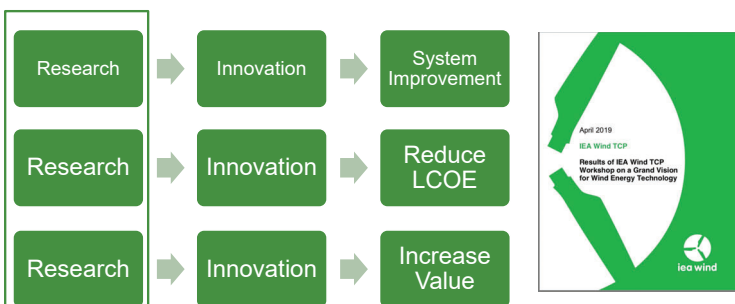 Research
Innovation
System
Improvement
Research
Innovation
Reduce
LCOE
Research
Innovation
Increase
Value
April 2019
IEA Wind TCP
Results of IEA Wind TCP
Workshop on a Grand Vision
for Wind Energy Technology
iea wind